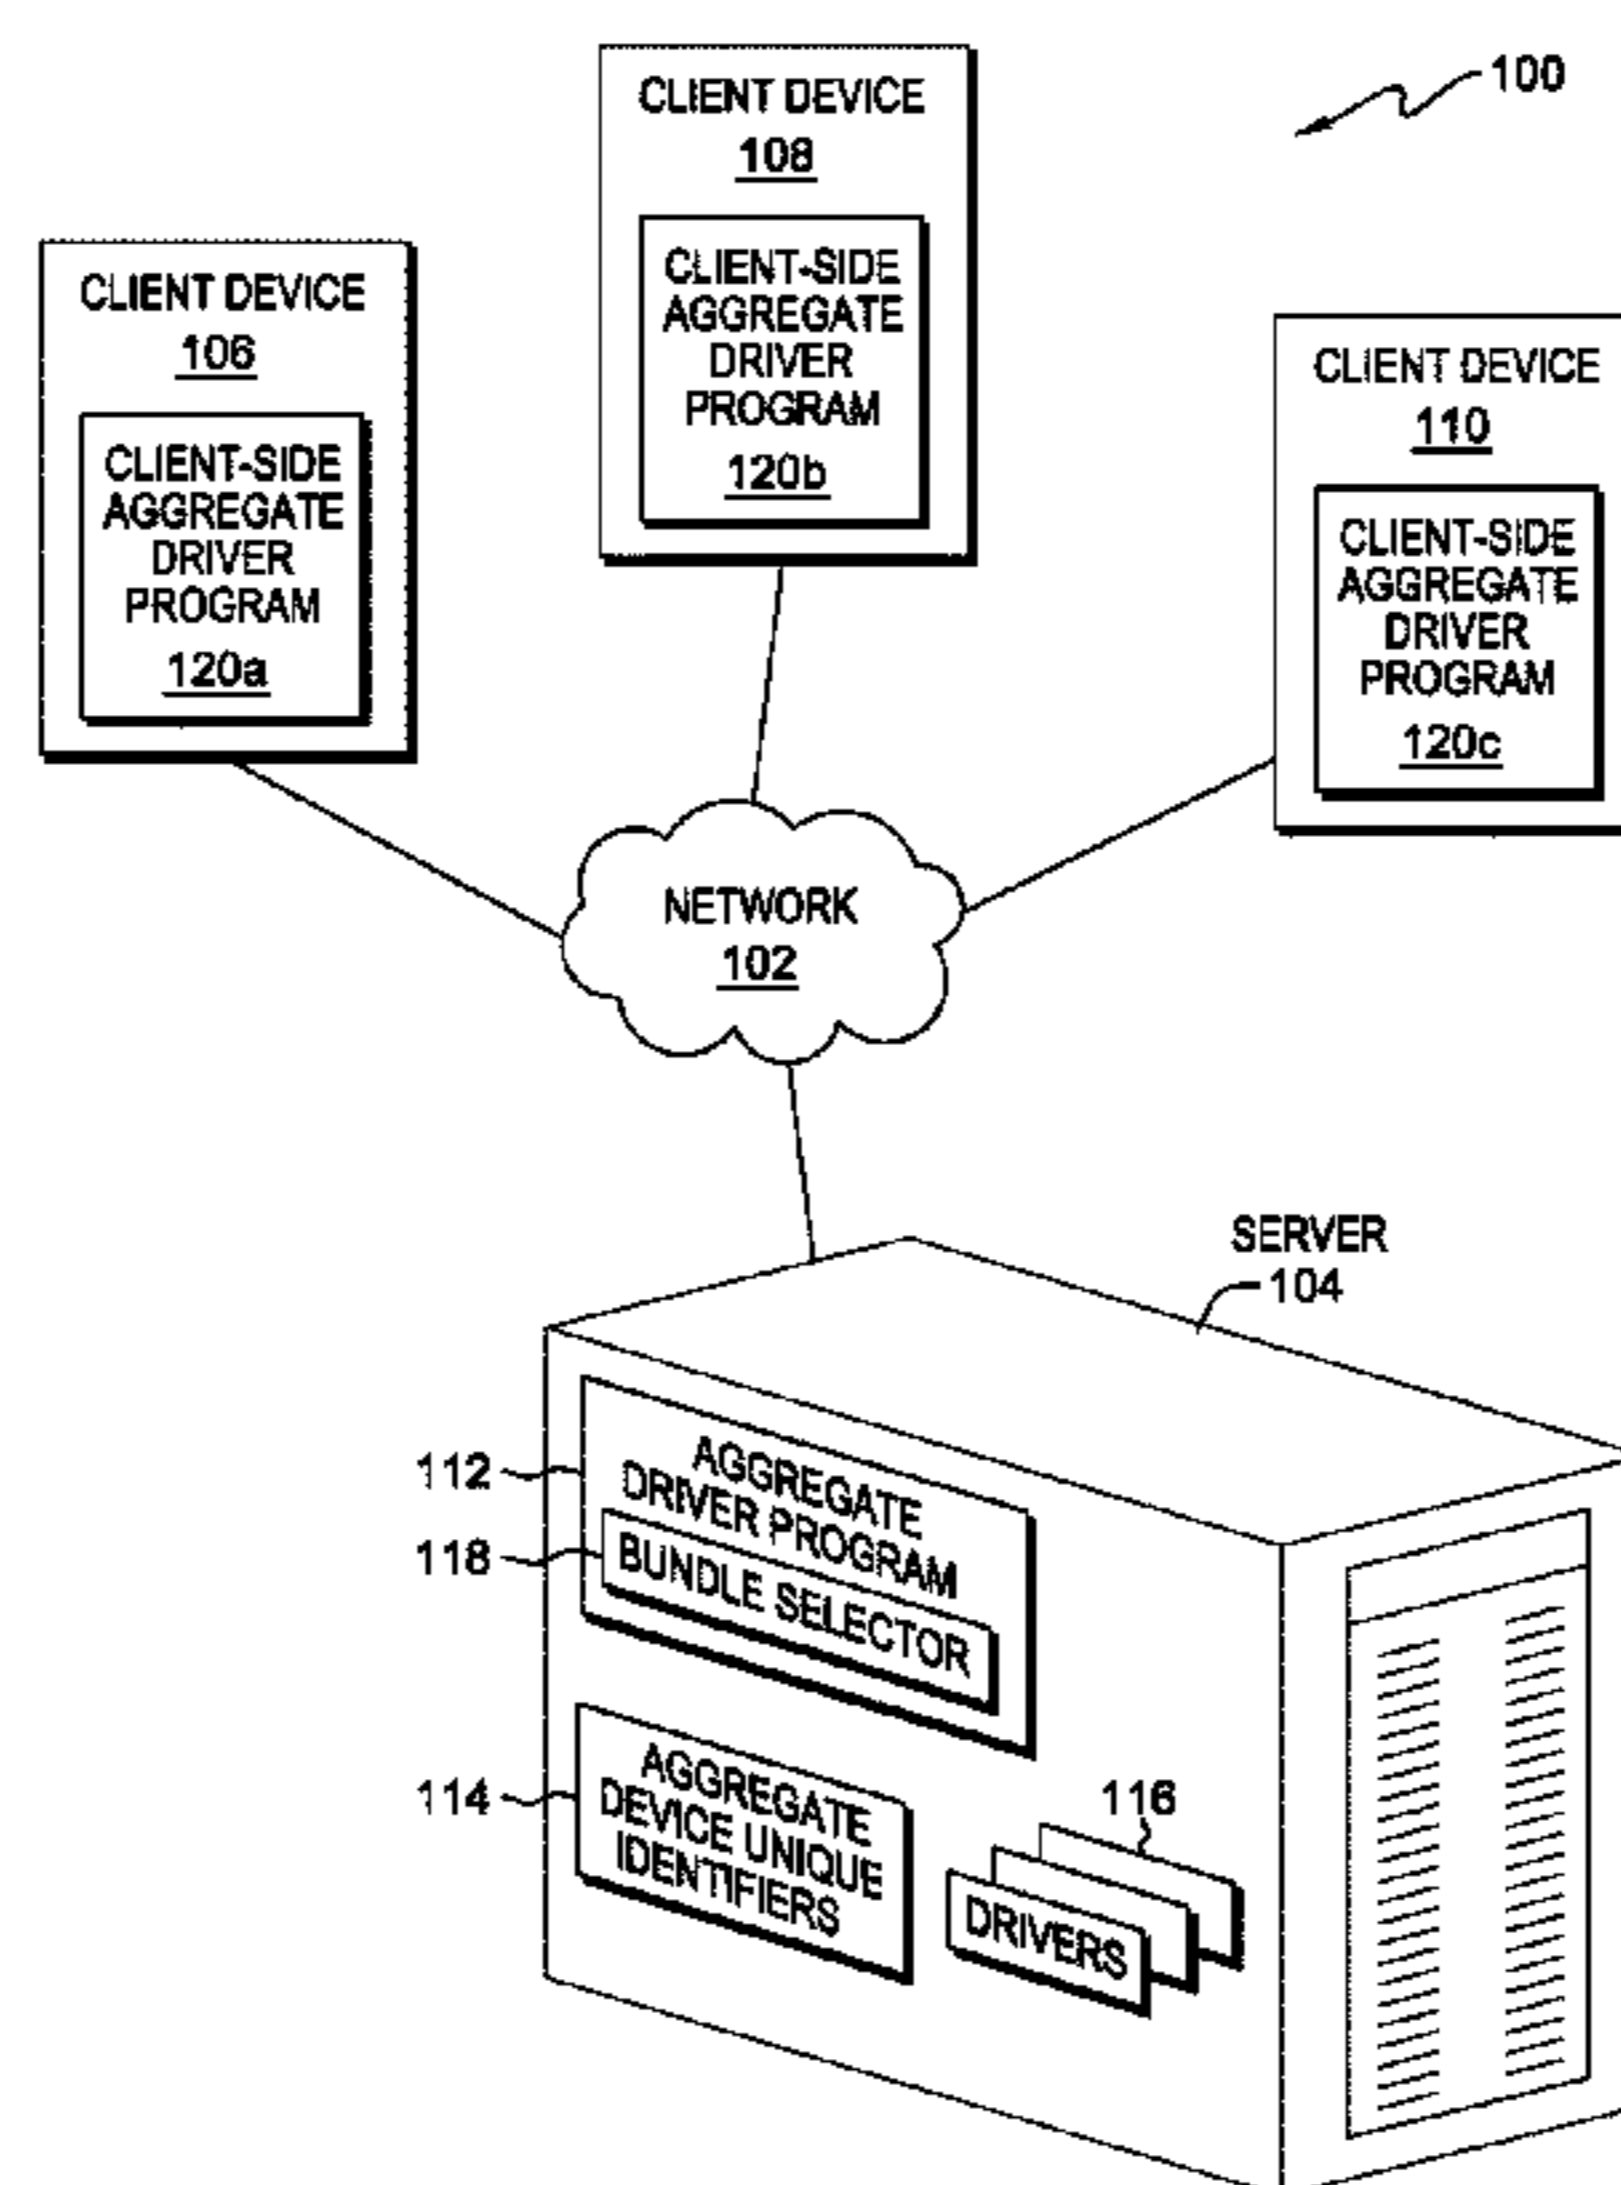 100
CLIENT DEVICE
108
CLIENT-SIDE
AGGREGATE
DRIVER
PROGRAM
120b
CLIENT DEVICE
106
CLIENT-SIDE
AGGREGATE
DRIVER
PROGRAM
120a
CLIENT DEVICE
110
CLIENT-SIDE
AGGREGATE
DRIVER
PROGRAM
120c
NETWORK
102
SERVER
104
112
AGGREGATE
DRIVER PROGRAM
118
BUNDLE SELECTOR
114
AGGREGATE
DEVICE UNIQUE
IDENTIFIERS
116
DRIVERS